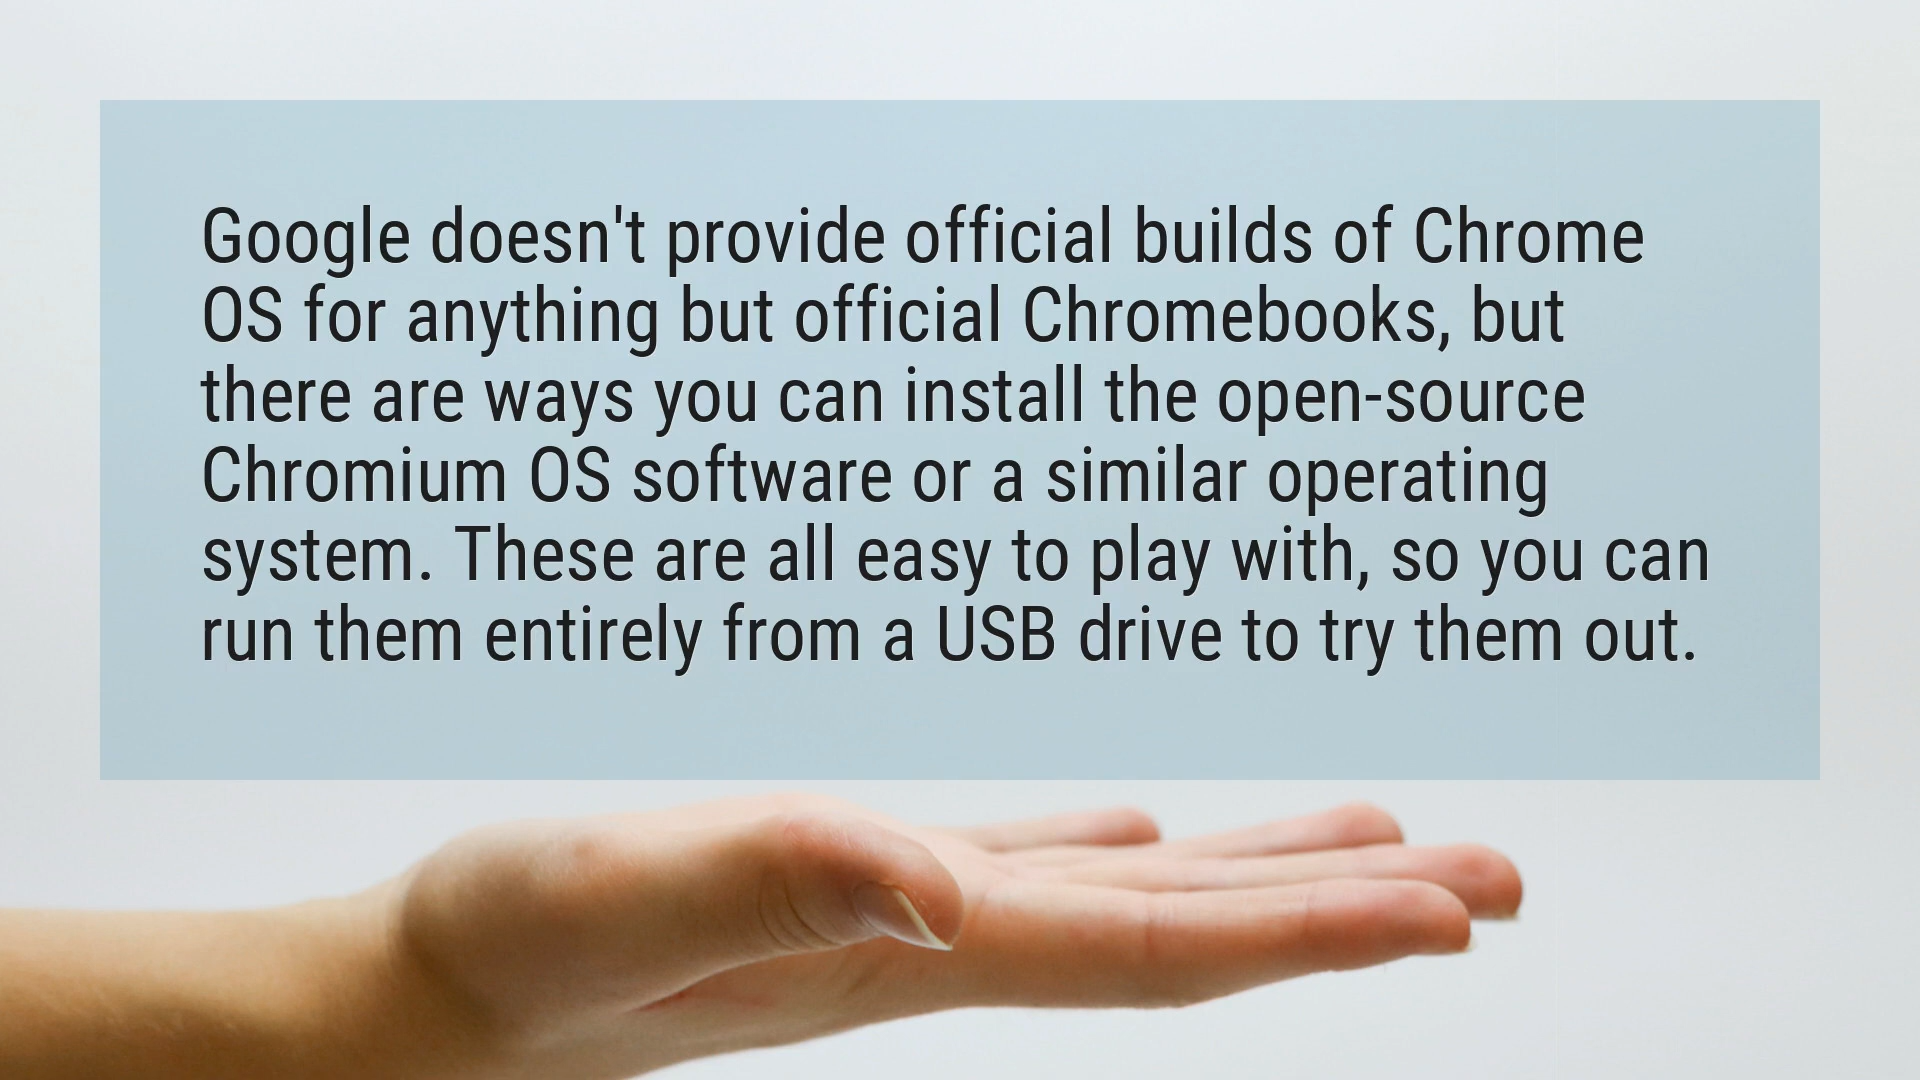 Google doesn't provide official builds of Chrome
OS for anything but official Chromebooks, but
there are ways you can install the open-source
Chromium OS software or a similar operating
system. These are all easy to play with, so you can
run them entirely from a USB drive to try them out.